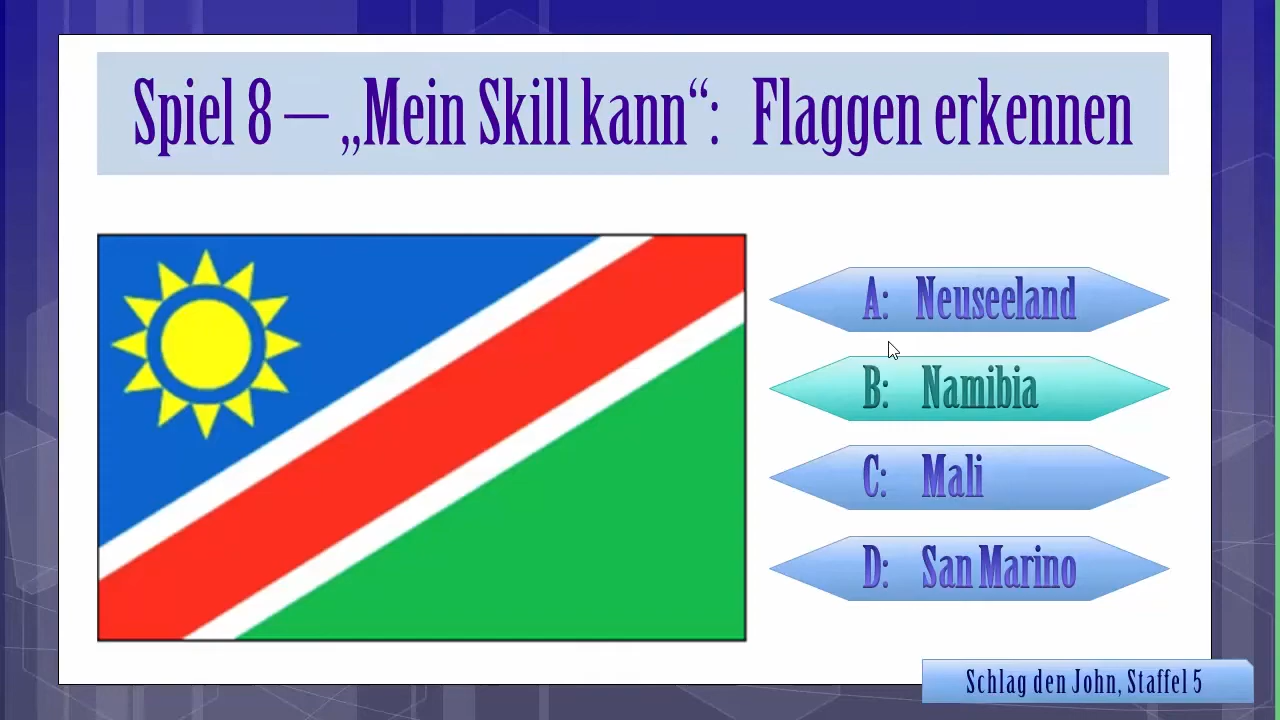 Spiel 8 – „Mein Skill kann“: Flaggen erkennen
A: Neuseeland
B: Namibia
C: Mali
D: San Marino
Schlag den John, Staffel 5